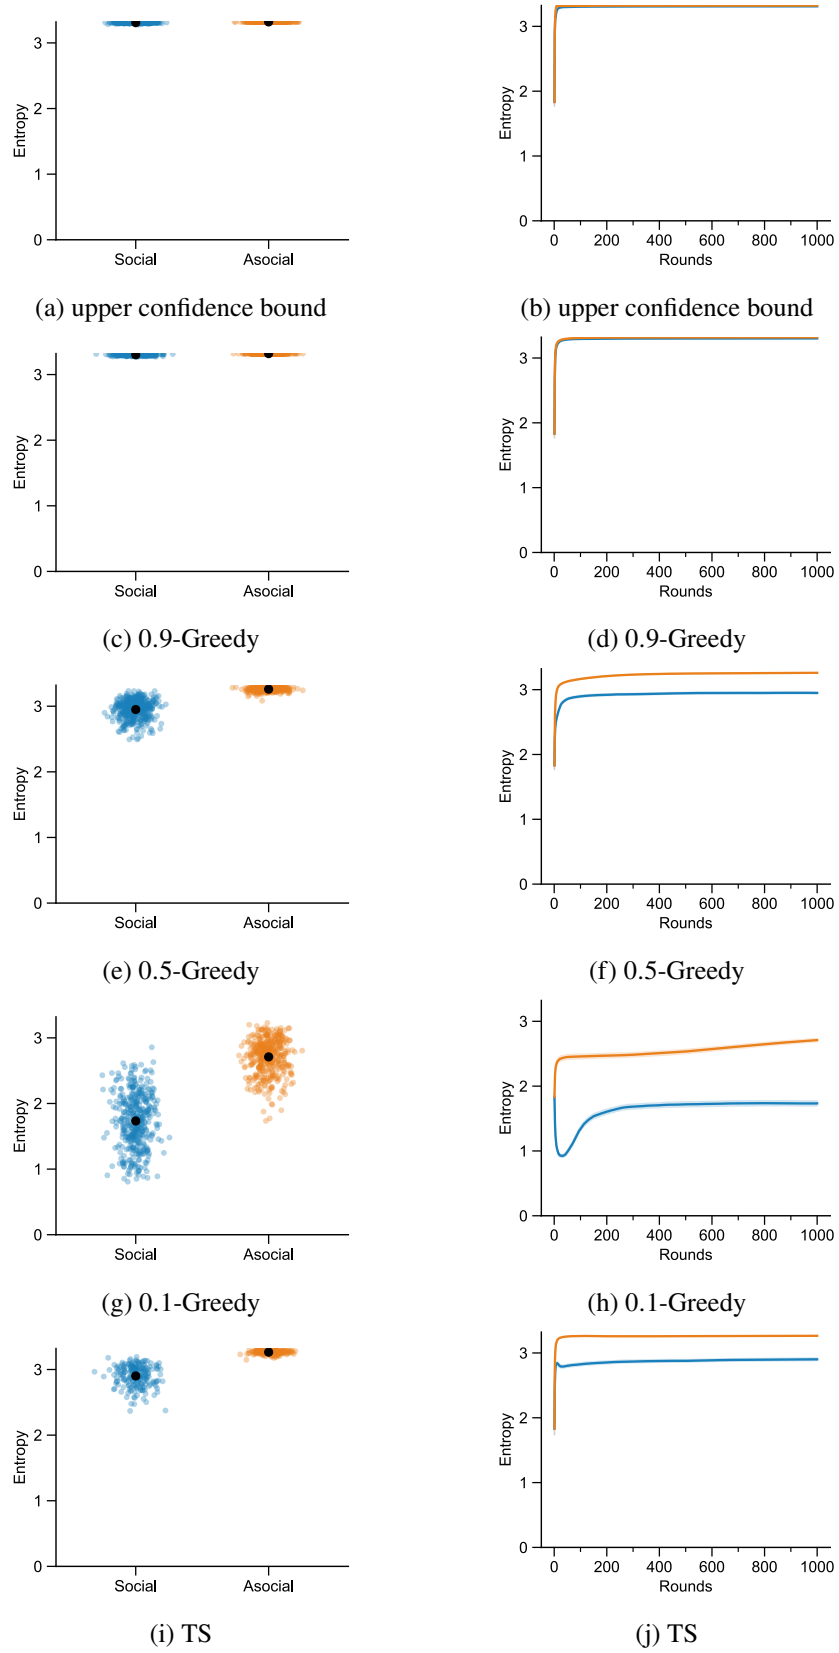 3
2
1
0
Entropy
Social
Asocial
(a) upper confidence bound
3
2
1
0
Entropy
0 200 400 600 800 1000
Rounds
(b) upper confidence bound
3
2
1
0
Entropy
Social
Asocial
(c) 0.9-Greedy
3
2
1
0
Entropy
0 200 400 600 800 1000
Rounds
(d) 0.9-Greedy
3
2
1
0
Entropy
Social
Asocial
(e) 0.5-Greedy
3
2
1
0
Entropy
0 200 400 600 800 1000
Rounds
(f) 0.5-Greedy
3
2
1
0
Entropy
Social
Asocial
(g) 0.1-Greedy
3
2
1
0
Entropy
0 200 400 600 800 1000
Rounds
(h) 0.1-Greedy
3
2
1
0
Entropy
Social
Asocial
(i) TS
3
2
1
0
Entropy
0 200 400 600 800 1000
Rounds
(j) TS